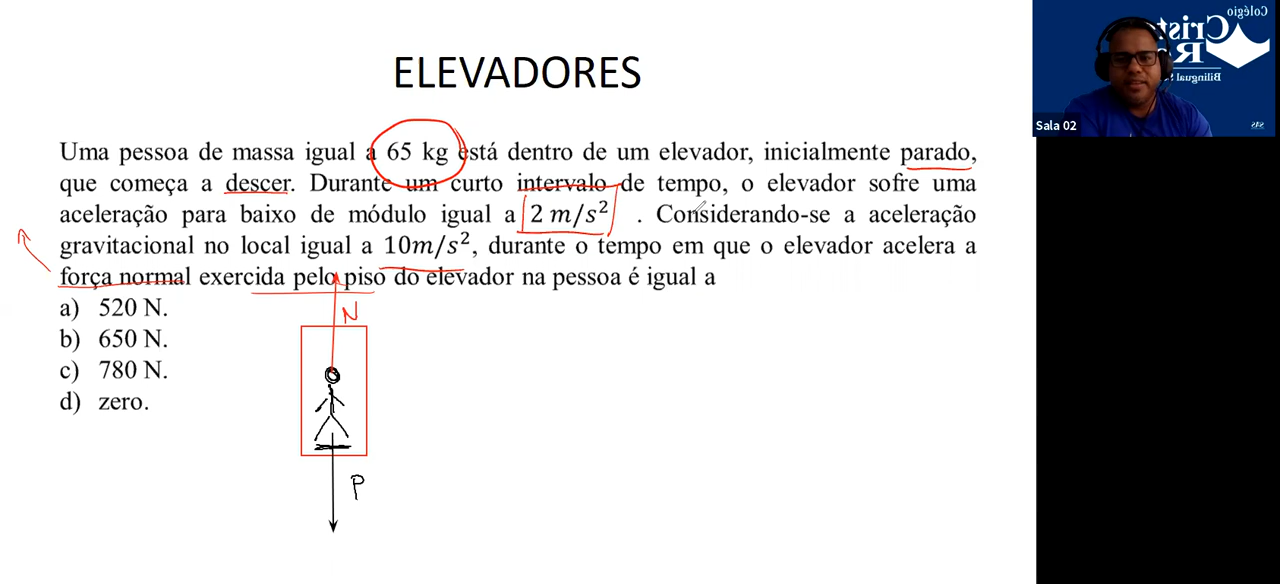 ELEVADORES
Uma pessoa de massa igual a 65 kg está dentro de um elevador, inicialmente parado,
que começa a descer. Durante um curto intervalo de tempo, o elevador sofre uma
aceleração para baixo de módulo igual a 2 m/s² . Considerando-se a aceleração
gravitacional no local igual a 10m/s², durante o tempo em que o elevador acelera a
força normal exercida pelo piso do elevador na pessoa é igual a
a) 520 N.
b) 650 N.
c) 780 N.
d) zero.
N
P
Colégio
Cristo
R
Bilingual S
Sala 02
SAS